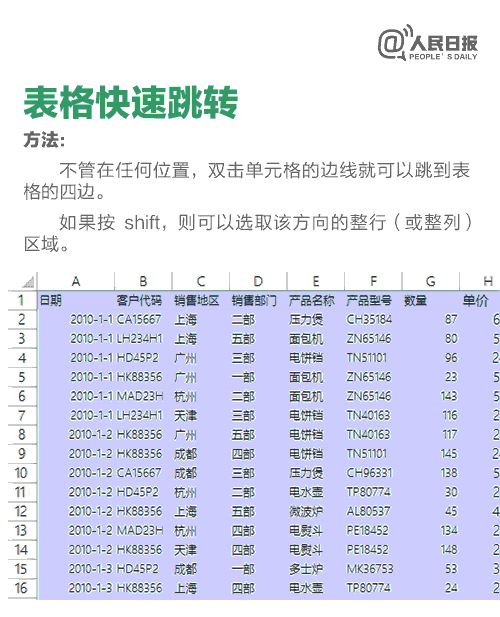 @人民日报
PEOPLE'S DAILY
表格快速跳转
方法：
不管在任何位置，双击单元格的边线就可以跳到表
格的四边。
如果按 shift，则可以选取该方向的整行（或整列）
区域。
A B C D E F G H
1 日期 客户代码 销售地区 销售部门 产品名称 产品型号 数量 单价
2 2010-1-1 CA15667 上海 二部 压力煲 CH35184 87 6
3 2010-1-1 LH234H1 上海 五部 面包机 ZN65146 80 5
4 2010-1-1 HD45P2 广州 三部 电饼铛 TN51101 96 2
5 2010-1-1 HK88356 广州 一部 面包机 ZN65146 23 5
6 2010-1-1 MAD23H 杭州 二部 面包机 ZN65146 143 5
7 2010-1-1 LH234H1 天津 三部 电饼铛 TN40163 116 2
8 2010-1-2 HK88356 广州 五部 电饼铛 TN40163 117 2
9 2010-1-2 HK88356 成都 四部 电饼铛 TN51101 145 2
10 2010-1-2 CA15667 成都 三部 压力煲 CH96331 138 5
11 2010-1-2 HD45P2 杭州 二部 电水壶 TP80774 30 2
12 2010-1-2 HK88356 上海 五部 微波炉 AL80537 45 4
13 2010-1-2 MAD23H 杭州 四部 电熨斗 PE18452 134 2
14 2010-1-2 HK88356 天津 四部 电熨斗 PE18452 148 2
15 2010-1-3 HD45P2 成都 一部 多士炉 MK36753 53 3
16 2010-1-3 HK88356 上海 四部 电水壶 TP80774 24 2